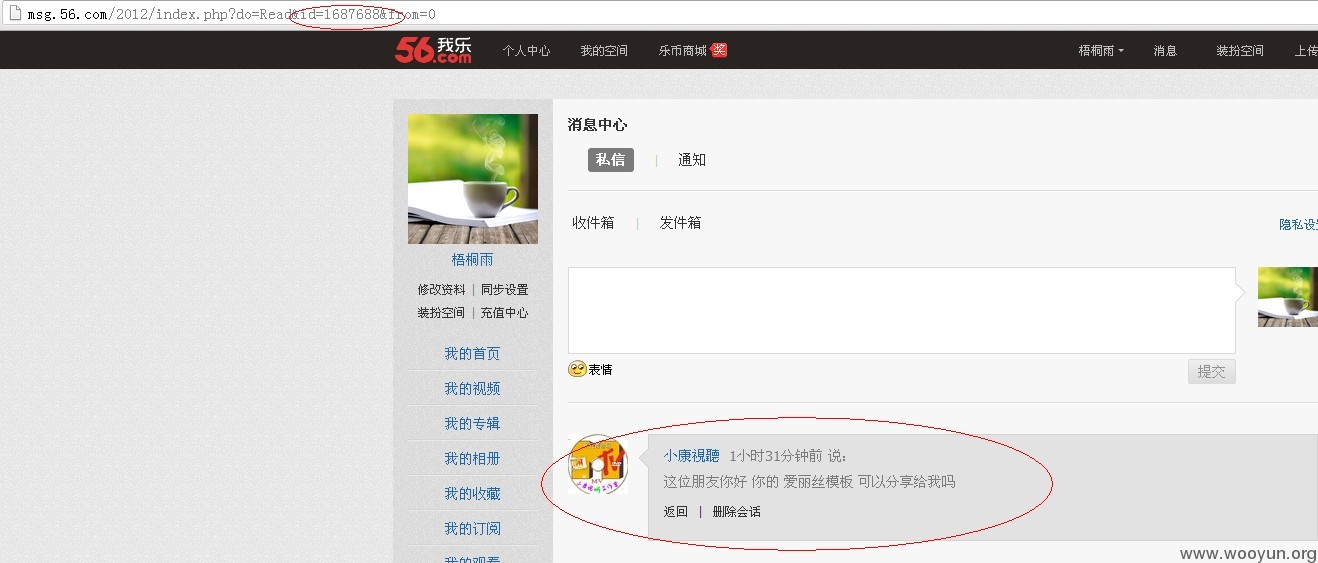 msg.56.com/2012/index.php?do=Read&id=1687688&from=0
56我乐.com 个人中心 我的空间 乐币商城 奖 梧桐雨 消息 装扮空间 上传
消息中心
私信 | 通知
收件箱 | 发件箱 隐私设
梧桐雨
修改资料 | 同步设置
装扮空间 | 充值中心
我的首页
我的视频
我的专辑
我的相册
我的收藏
我的订阅
我的观看
表情 提交
小康視聽 1小时31分钟前 说:
这位朋友你好 你的 爱丽丝模板 可以分享给我吗
返回 | 删除会话
www.wooyun.org